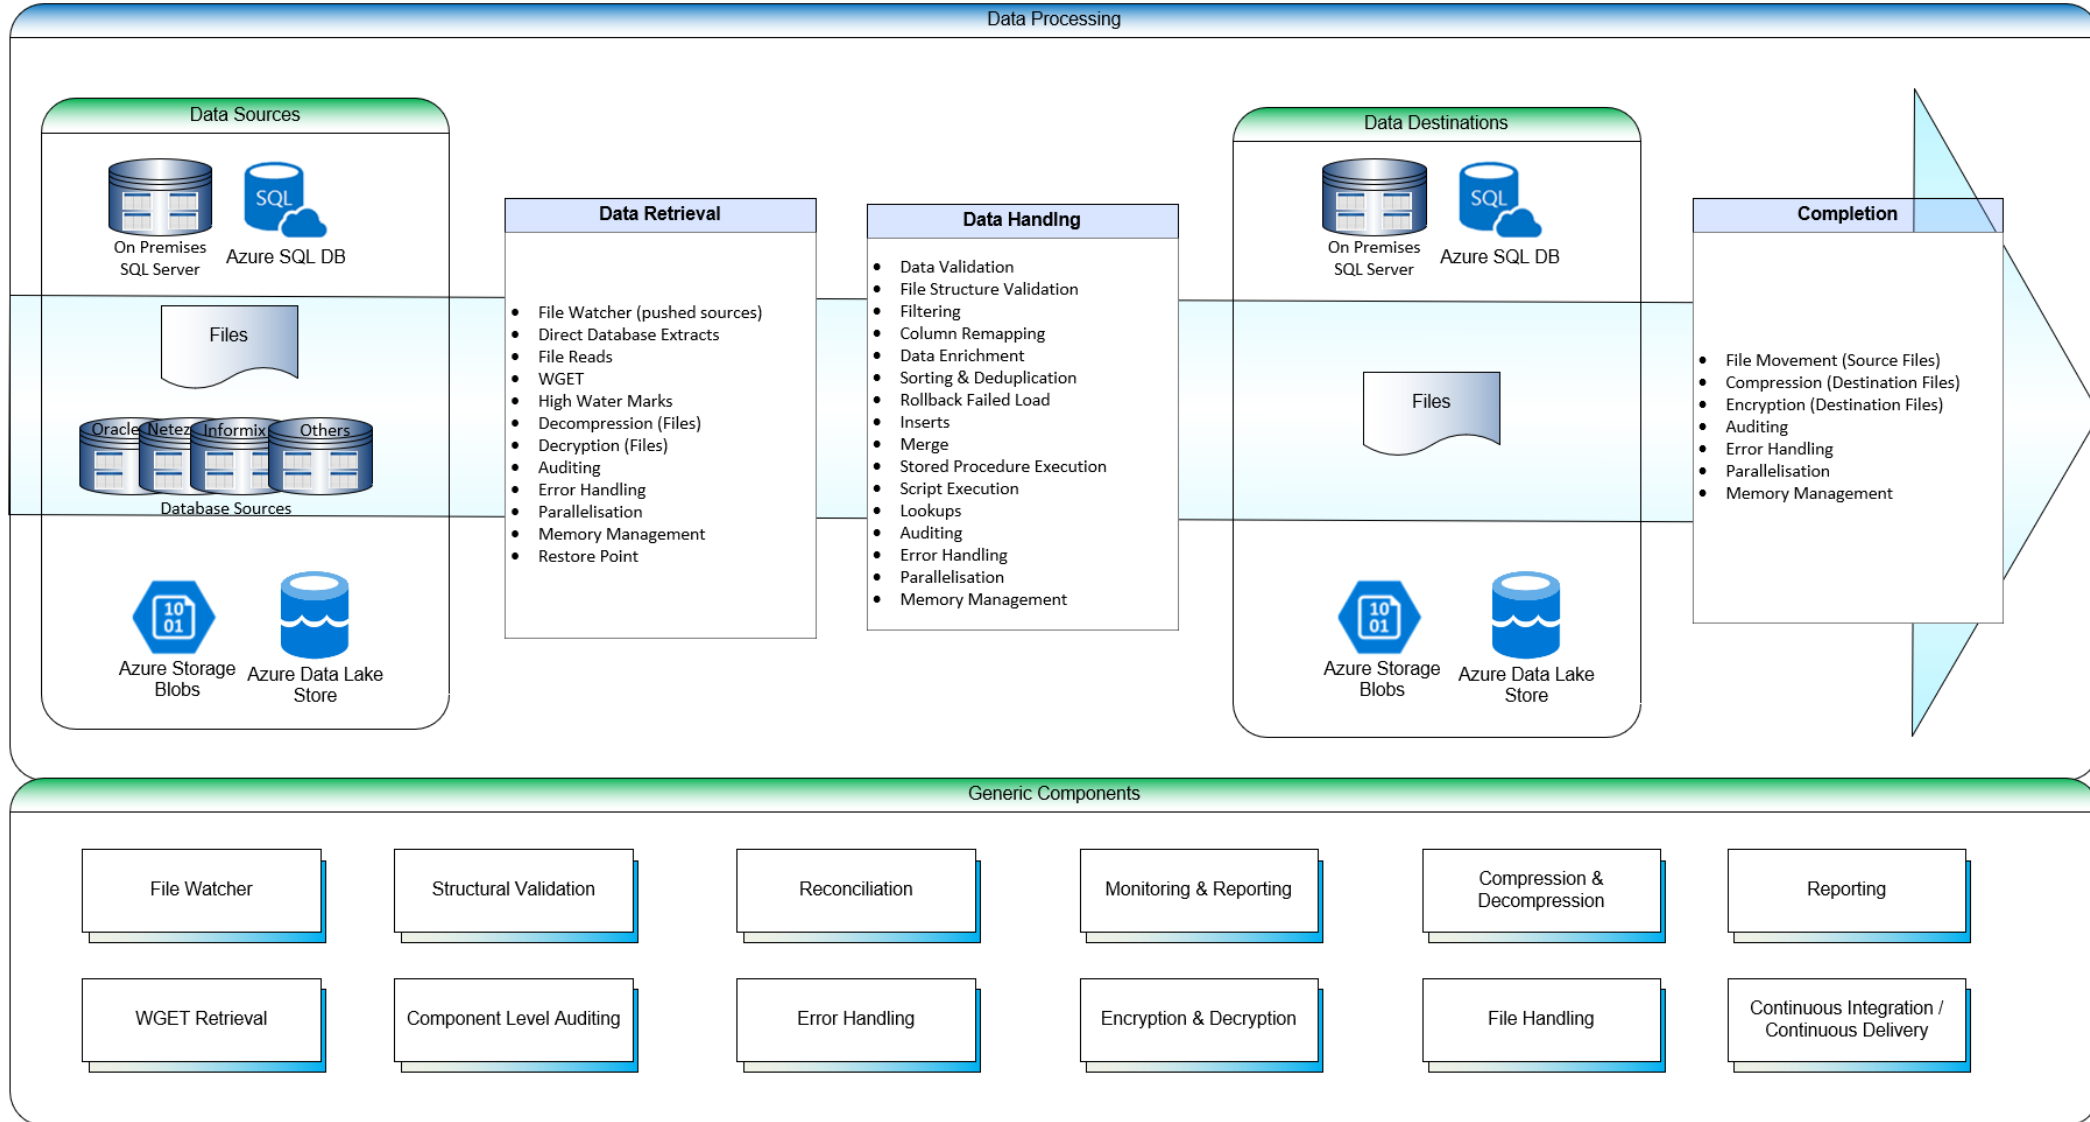 Data Processing
Data Sources
On Premises
SQL Server
SQL
Azure SQL DB
Files
Oracle
Netez
Informix
Others
Database Sources
10
01
Azure Storage
Blobs
Azure Data Lake
Store
Data Retrieval
• File Watcher (pushed sources)
• Direct Database Extracts
• File Reads
• WGET
• High Water Marks
• Decompression (Files)
• Decryption (Files)
• Auditing
• Error Handling
• Parallelisation
• Memory Management
• Restore Point
Data Handlng
• Data Validation
• File Structure Validation
• Filtering
• Column Remapping
• Data Enrichment
• Sorting & Deduplication
• Rollback Failed Load
• Inserts
• Merge
• Stored Procedure Execution
• Script Execution
• Lookups
• Auditing
• Error Handling
• Parallelisation
• Memory Management
Data Destinations
On Premises
SQL Server
SQL
Azure SQL DB
Files
10
01
Azure Storage
Blobs
Azure Data Lake
Store
Completion
• File Movement (Source Files)
• Compression (Destination Files)
• Encryption (Destination Files)
• Auditing
• Error Handling
• Parallelisation
• Memory Management
Generic Components
File Watcher
Structural Validation
Reconciliation
Monitoring & Reporting
Compression &
Decompression
Reporting
WGET Retrieval
Component Level Auditing
Error Handling
Encryption & Decryption
File Handling
Continuous Integration /
Continuous Delivery